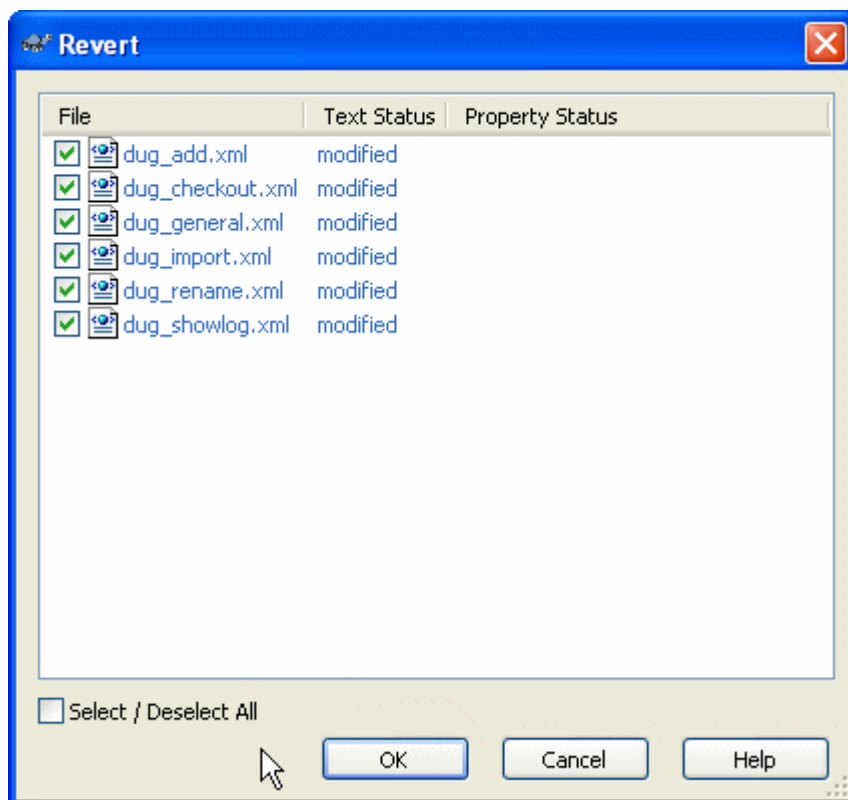 Revert
File Text Status Property Status
dug_add.xml modified
dug_checkout.xml modified
dug_general.xml modified
dug_import.xml modified
dug_rename.xml modified
dug_showlog.xml modified
Select / Deselect All
OK Cancel Help